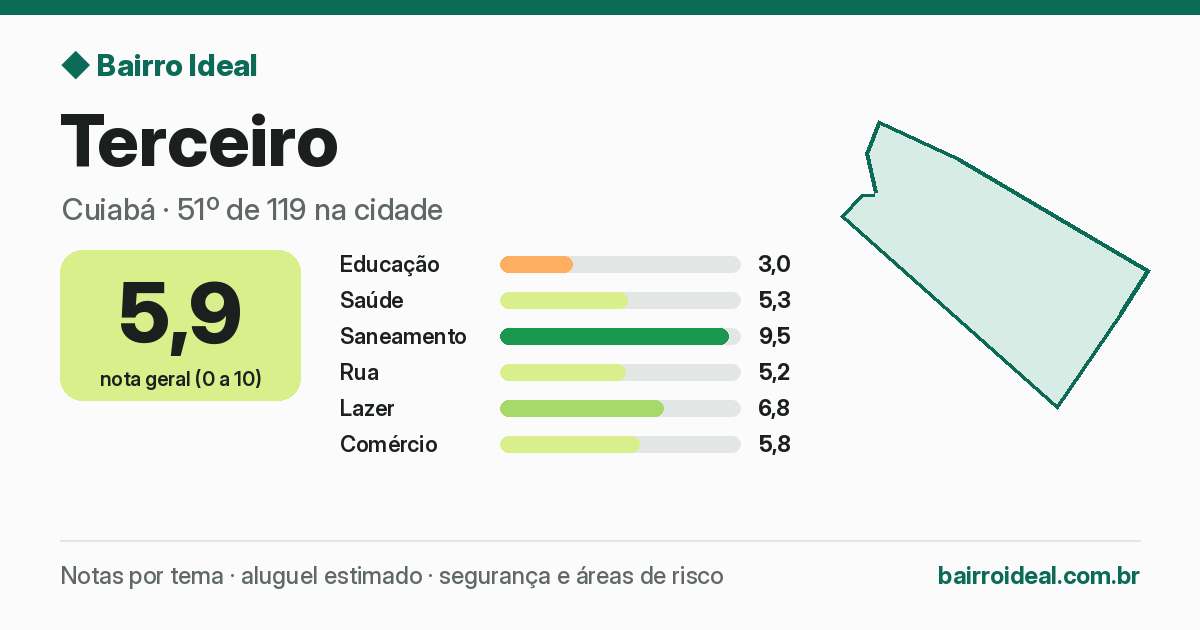 Bairro Ideal
Terceiro
Cuiabá · 51º de 119 na cidade
5,9
nota geral (0 a 10)
Educação 3,0
Saúde 5,3
Saneamento 9,5
Rua 5,2
Lazer 6,8
Comércio 5,8
Notas por tema · aluguel estimado · segurança e áreas de risco
bairroideal.com.br